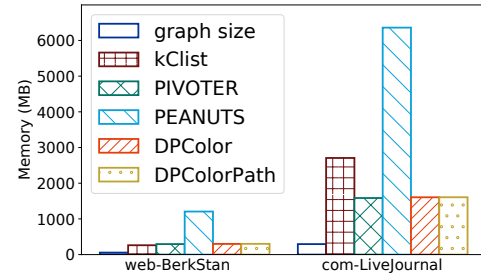 Memory (MB)
6000
5000
4000
3000
2000
1000
0
graph size
kClist
PIVOTER
PEANUTS
DPColor
DPColorPath
web-BerkStan
com-LiveJournal